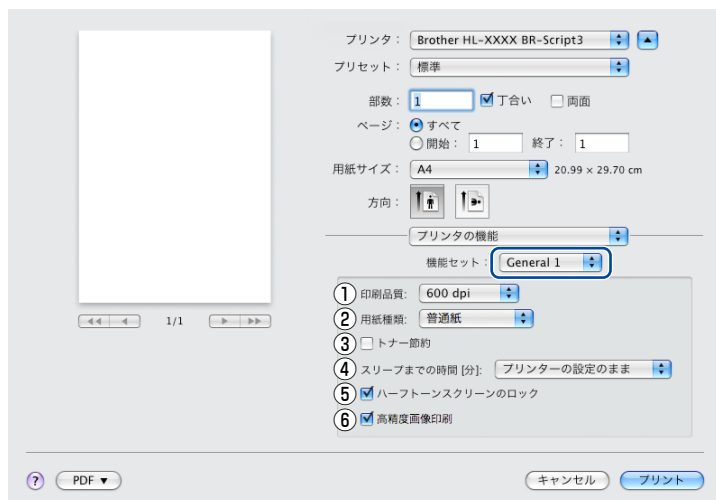 プリンタ： Brother HL-XXXX BR-Script3
プリセット： 標準
部数： 1 丁合い 両面
ページ： すべて
開始： 1 終了： 1
用紙サイズ： A4 20.99 × 29.70 cm
方向：
プリンタの機能
機能セット： General 1
① 印刷品質: 600 dpi
1/1
② 用紙種類: 普通紙
③ トナー節約
④ スリープまでの時間 [分]: プリンターの設定のまま
⑤ ハーフトーンスクリーンのロック
⑥ 高精度画像印刷
? PDF ▼ キャンセル プリント